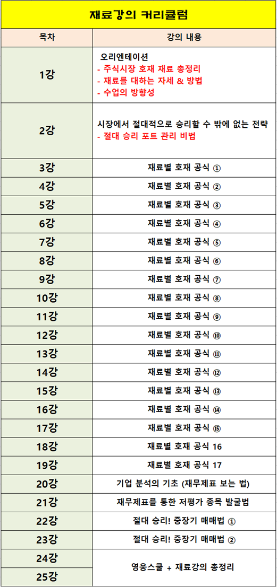 재료강의 커리큘럼
목차 강의 내용
1강
오리엔테이션
- 주식시장 호재 재료 총정리
- 재료를 대하는 자세 & 방법
- 수업의 방향성
2강
시장에서 절대적으로 승리할 수 밖에 없는 전략
- 절대 승리 포트 관리 비법
3강 재료별 호재 공식 ①
4강 재료별 호재 공식 ②
5강 재료별 호재 공식 ③
6강 재료별 호재 공식 ④
7강 재료별 호재 공식 ⑤
8강 재료별 호재 공식 ⑥
9강 재료별 호재 공식 ⑦
10강 재료별 호재 공식 ⑧
11강 재료별 호재 공식 ⑨
12강 재료별 호재 공식 ⑩
13강 재료별 호재 공식 ⑪
14강 재료별 호재 공식 ⑫
15강 재료별 호재 공식 ⑬
16강 재료별 호재 공식 ⑭
17강 재료별 호재 공식 ⑮
18강 재료별 호재 공식 16
19강 재료별 호재 공식 17
20강 기업 분석의 기초 (재무제표 보는 법)
21강 재무제표를 통한 저평가 종목 발굴법
22강 절대 승리! 중장기 매매법 ①
23강 절대 승리! 중장기 매매법 ②
24강
영웅스쿨 + 재료강의 총정리
25강